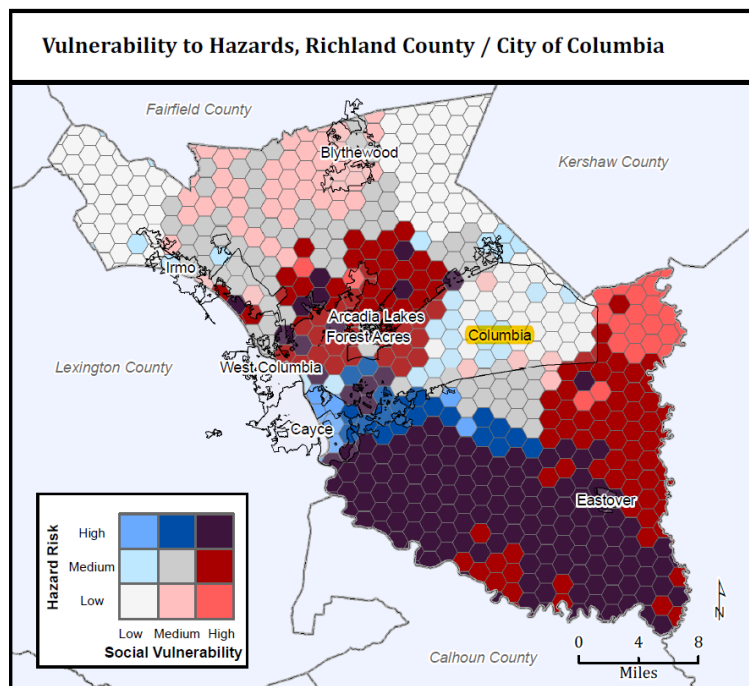 Vulnerability to Hazards, Richland County / City of Columbia
Fairfield County
Blythewood
Kershaw County
Irmo
Arcadia Lakes
Forest Acres
Columbia
Lexington County
West Columbia
Cayce
Eastover
Hazard Risk
High
Medium
Low
Low Medium High
Social Vulnerability
Calhoun County
N
0 4 8
Miles